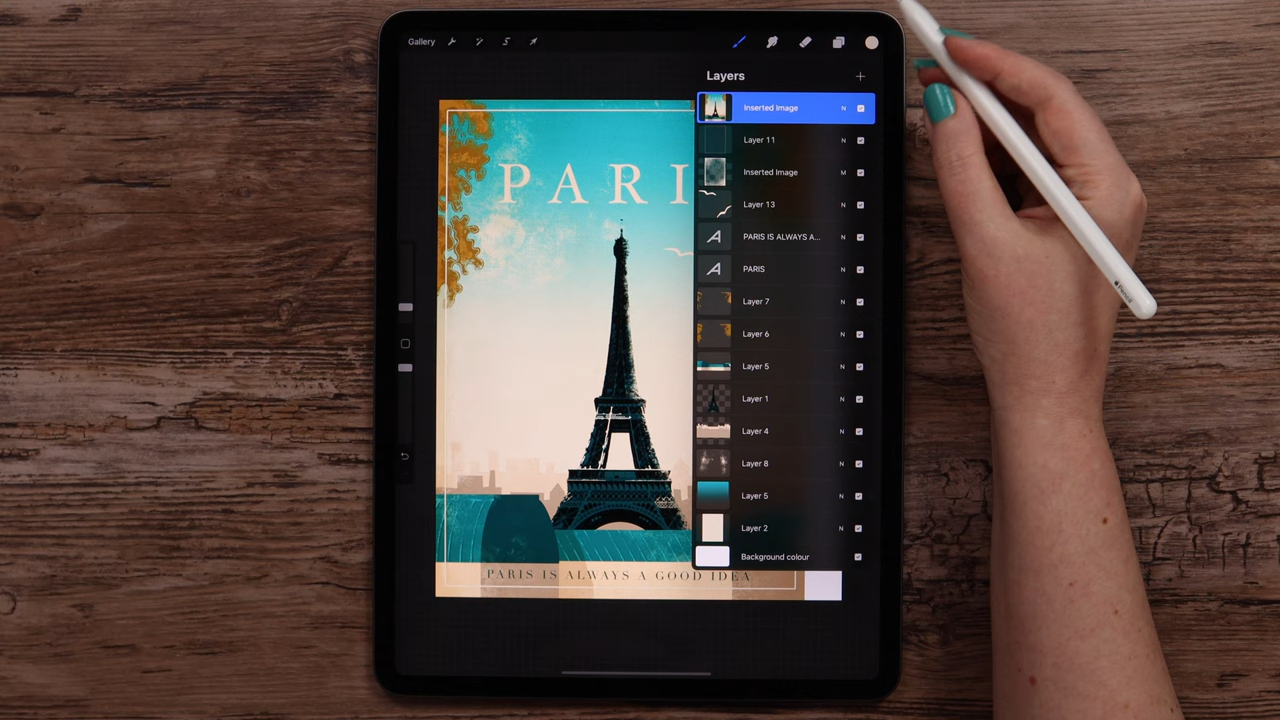 Gallery
Layers
Inserted Image N
Layer 11 N
Inserted Image M
Layer 13 N
PARIS IS ALWAYS A... N
PARIS N
Layer 7 N
Layer 6 N
Layer 5 N
Layer 1 N
Layer 4 N
Layer 8 N
Layer 5 N
Layer 2 N
Background colour
PARI
PARIS IS ALWAYS A GOOD IDEA
Pencil